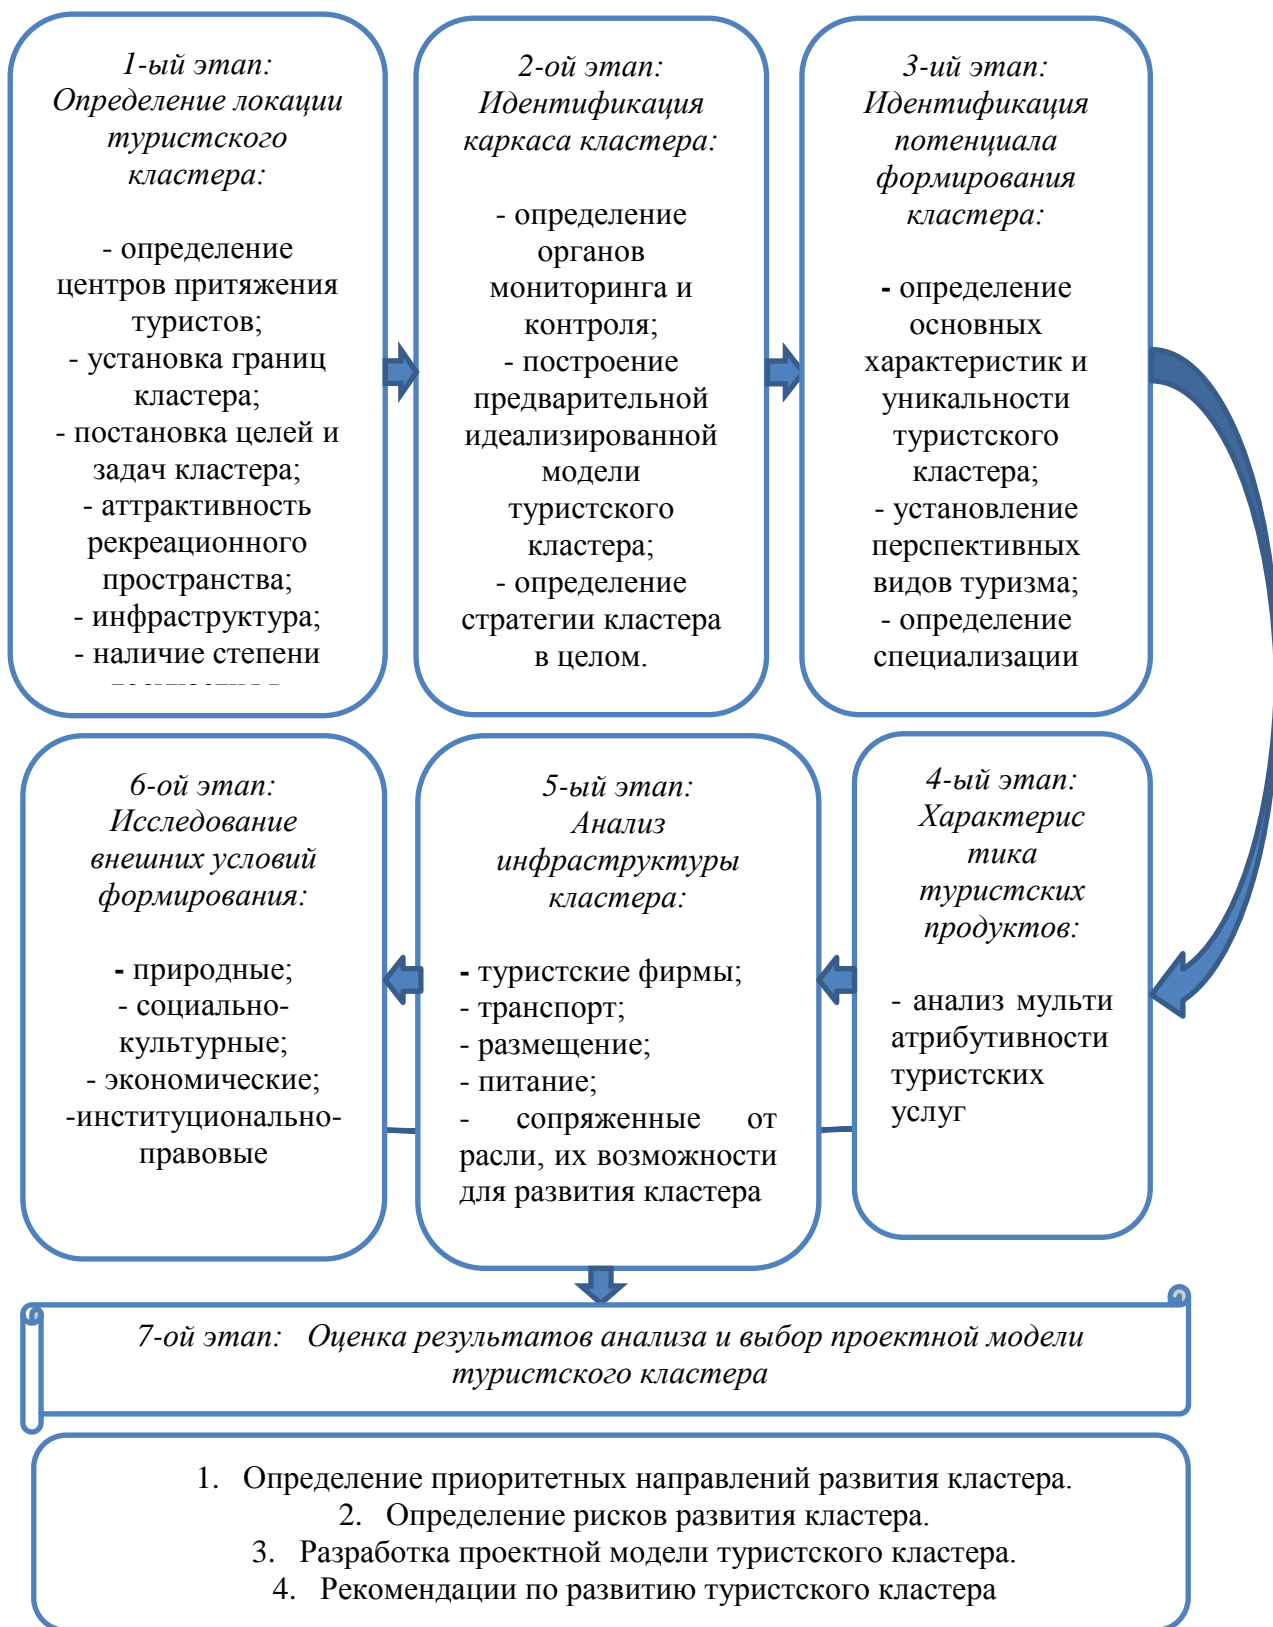 1-ый этап:
Определение локации
туристского
кластера:
- определение
центров притяжения
туристов;
- установка границ
кластера;
- постановка целей и
задач кластера;
- аттрактивность
рекреационного
пространства;
- инфраструктура;
- наличие степени
2-ой этап:
Идентификация
каркаса кластера:
- определение
органов
мониторинга и
контроля;
- построение
предварительной
идеализированной
модели
туристского
кластера;
- определение
стратегии кластера
в целом.
3-ий этап:
Идентификация
потенциала
формирования
кластера:
- определение
основных
характеристик и
уникальности
туристского
кластера;
- установление
перспективных
видов туризма;
- определение
специализации
4-ый этап:
Характерис
тика
туристских
продуктов:
- анализ мульти
атрибутивности
туристских
услуг
5-ый этап:
Анализ
инфраструктуры
кластера:
- туристские фирмы;
- транспорт;
- размещение;
- питание;
- сопряженные от
расли, их возможности
для развития кластера
6-ой этап:
Исследование
внешних условий
формирования:
- природные;
- социально-
культурные;
- экономические;
-институционально-
правовые
7-ой этап: Оценка результатов анализа и выбор проектной модели
туристского кластера
1. Определение приоритетных направлений развития кластера.
2. Определение рисков развития кластера.
3. Разработка проектной модели туристского кластера.
4. Рекомендации по развитию туристского кластера